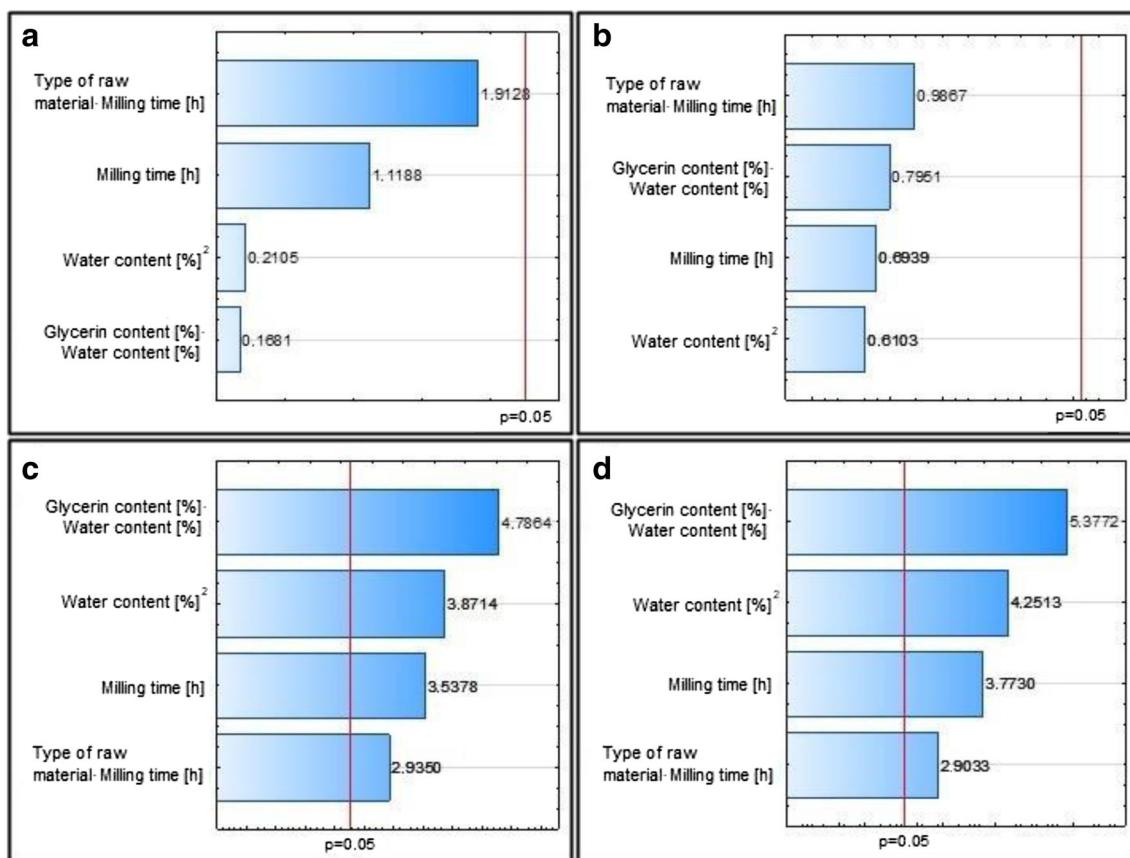 a
Type of raw
material·Milling time [h]
1.9128
Milling time [h]
1.1188
Water content [%]²
0.2105
Glycerin content [%]·
Water content [%]
0.1681
p=0.05
b
Type of raw
material·Milling time [h]
0.9867
Glycerin content [%]·
Water content [%]
0.7951
Milling time [h]
0.6939
Water content [%]²
0.6103
p=0.05
c
Glycerin content [%]·
Water content [%]
4.7864
Water content [%]²
3.8714
Milling time [h]
3.5378
Type of raw
material·Milling time [h]
2.9350
p=0.05
d
Glycerin content [%]·
Water content [%]
5.3772
Water content [%]²
4.2513
Milling time [h]
3.7730
Type of raw
material·Milling time [h]
2.9033
p=0.05